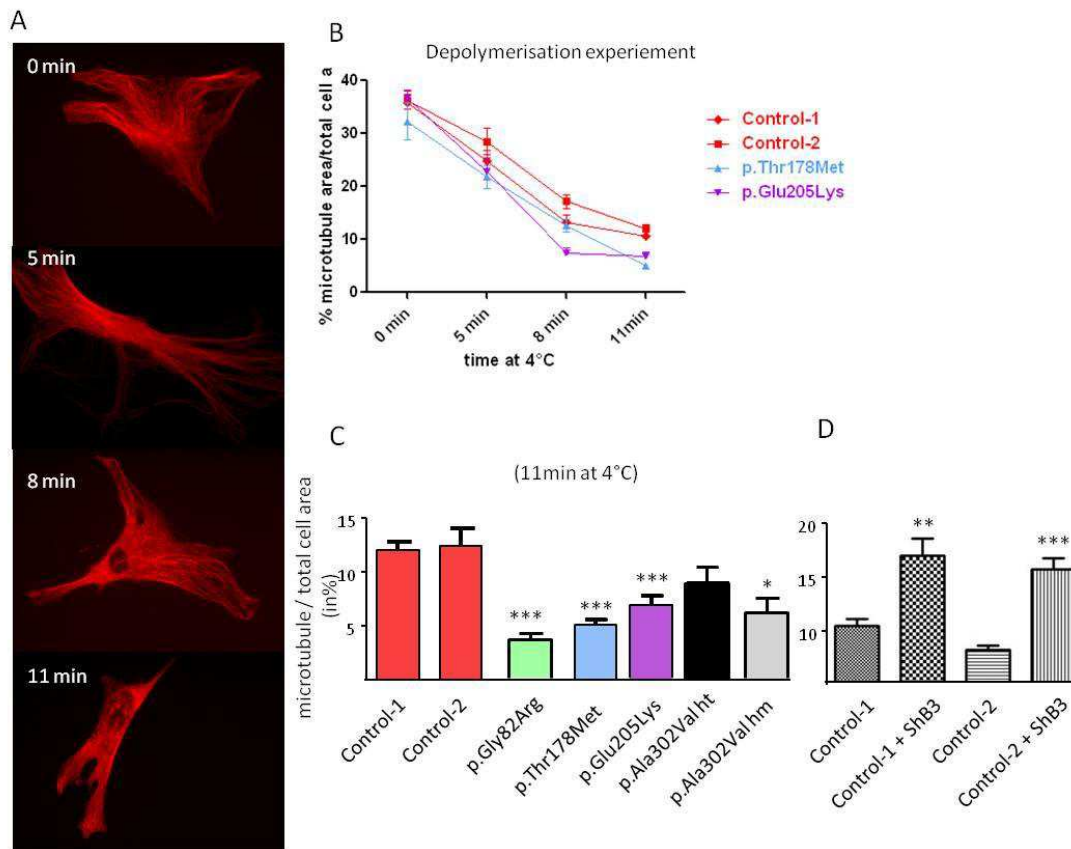 A
0 min
5 min
8 min
11 min
B
Depolymerisation experiement
% microtubule area/total cell a
40
30
20
10
0
0 min
5 min
8 min
11min
time at 4°C
Control-1
Control-2
p.Thr178Met
p.Glu205Lys
C
(11min at 4°C)
microtubule / total cell area
(in%)
15
10
5
***
***
***
*
Control-1
Control-2
p.Gly82Arg
p.Thr178Met
p.Glu205Lys
p.Ala302Val ht
p.Ala302Val hm
D
20
15
10
**
***
Control-1
Control-1 + ShB3
Control-2
Control-2 + ShB3